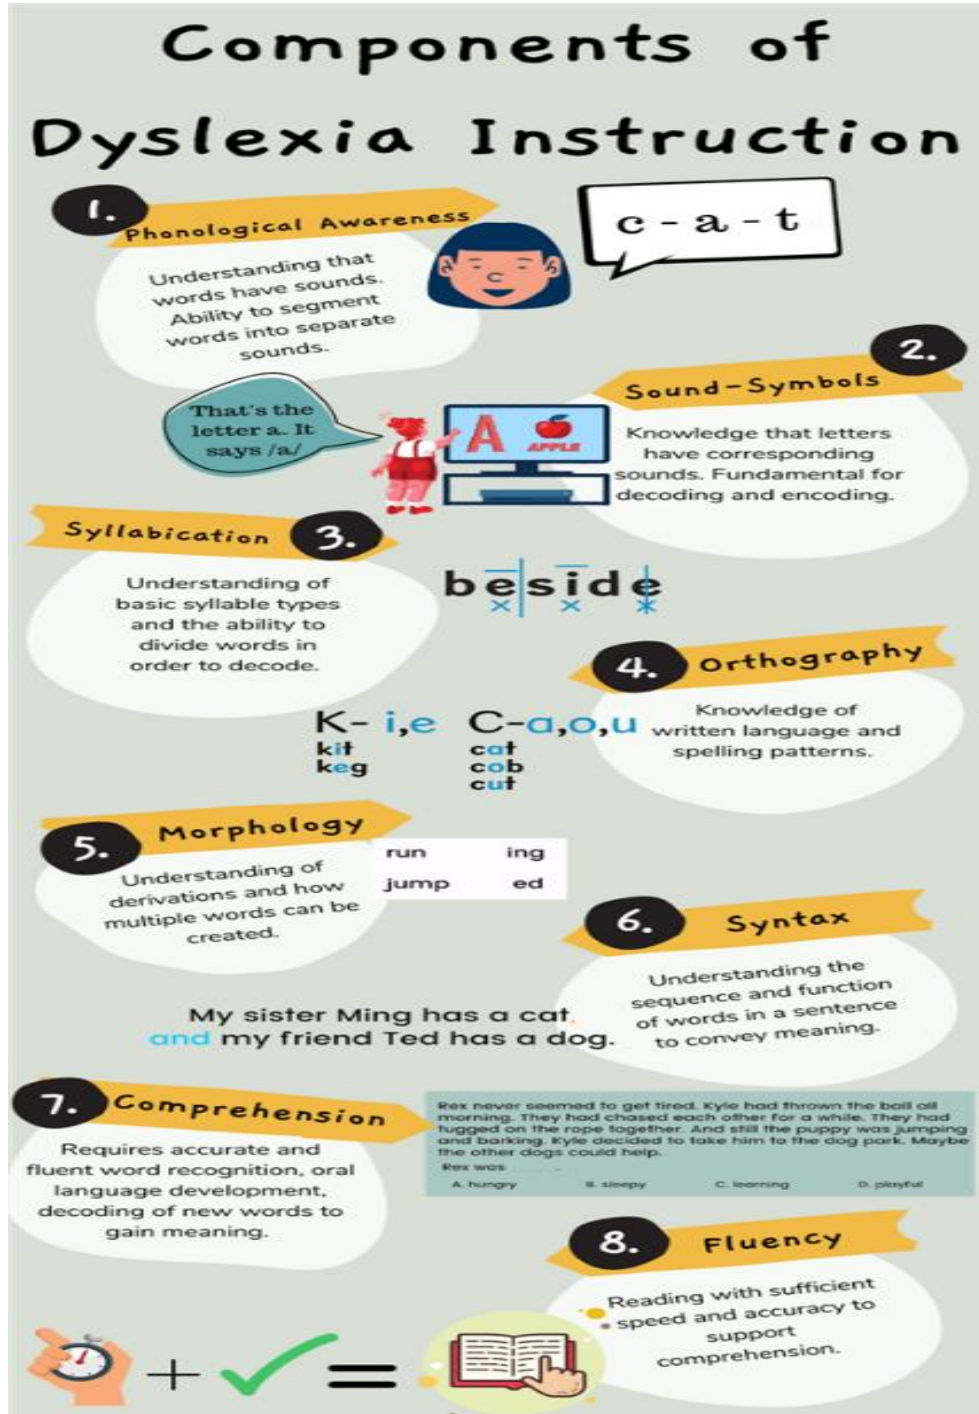 Components of
Dyslexia Instruction
1.
Phonological Awareness
Understanding that
words have sounds.
Ability to segment
words into separate
sounds.
c - a - t
2.
Sound-Symbols
Knowledge that letters
have corresponding
sounds. Fundamental for
decoding and encoding.
That's the
letter a. It
says /a/
A
APPLE
Syllabication 3.
Understanding of
basic syllable types
and the ability to
divide words in
order to decode.
beside
x x
4. Orthography
Knowledge of
written language and
spelling patterns.
K- i,e C-a,o,u
kit cat
keg cob
cut
5. Morphology
Understanding of
derivations and how
multiple words can be
created.
run ing
jump ed
6. Syntax
Understanding the
sequence and function
of words in a sentence
to convey meaning.
My sister Ming has a cat,
and my friend Ted has a dog.
7. Comprehension
Requires accurate and
fluent word recognition, oral
language development,
decoding of new words to
gain meaning.
Rex never seemed to get tired. Kyle had thrown the ball all
morning. They had chased each other for a while. They had
tugged on the rope together. And still the puppy was jumping
and barking. Kyle decided to take him to the dog park. Maybe
the other dogs could help.
Rex was ______.
A. hungry B. sleepy C. learning D. playful
8. Fluency
Reading with sufficient
speed and accuracy to
support
comprehension.
+ =